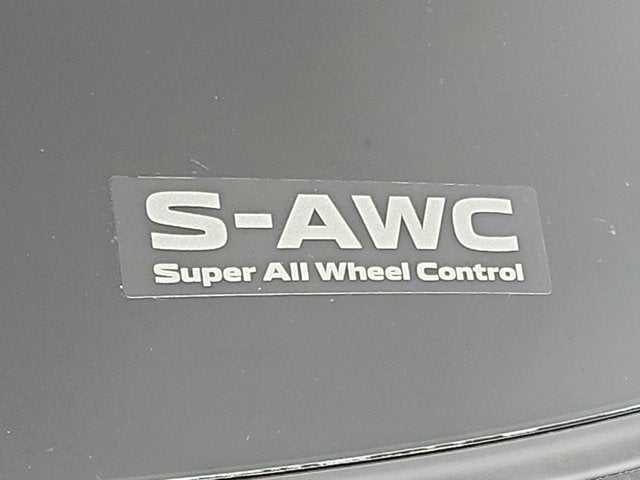 S-AWC
Super All Wheel Control